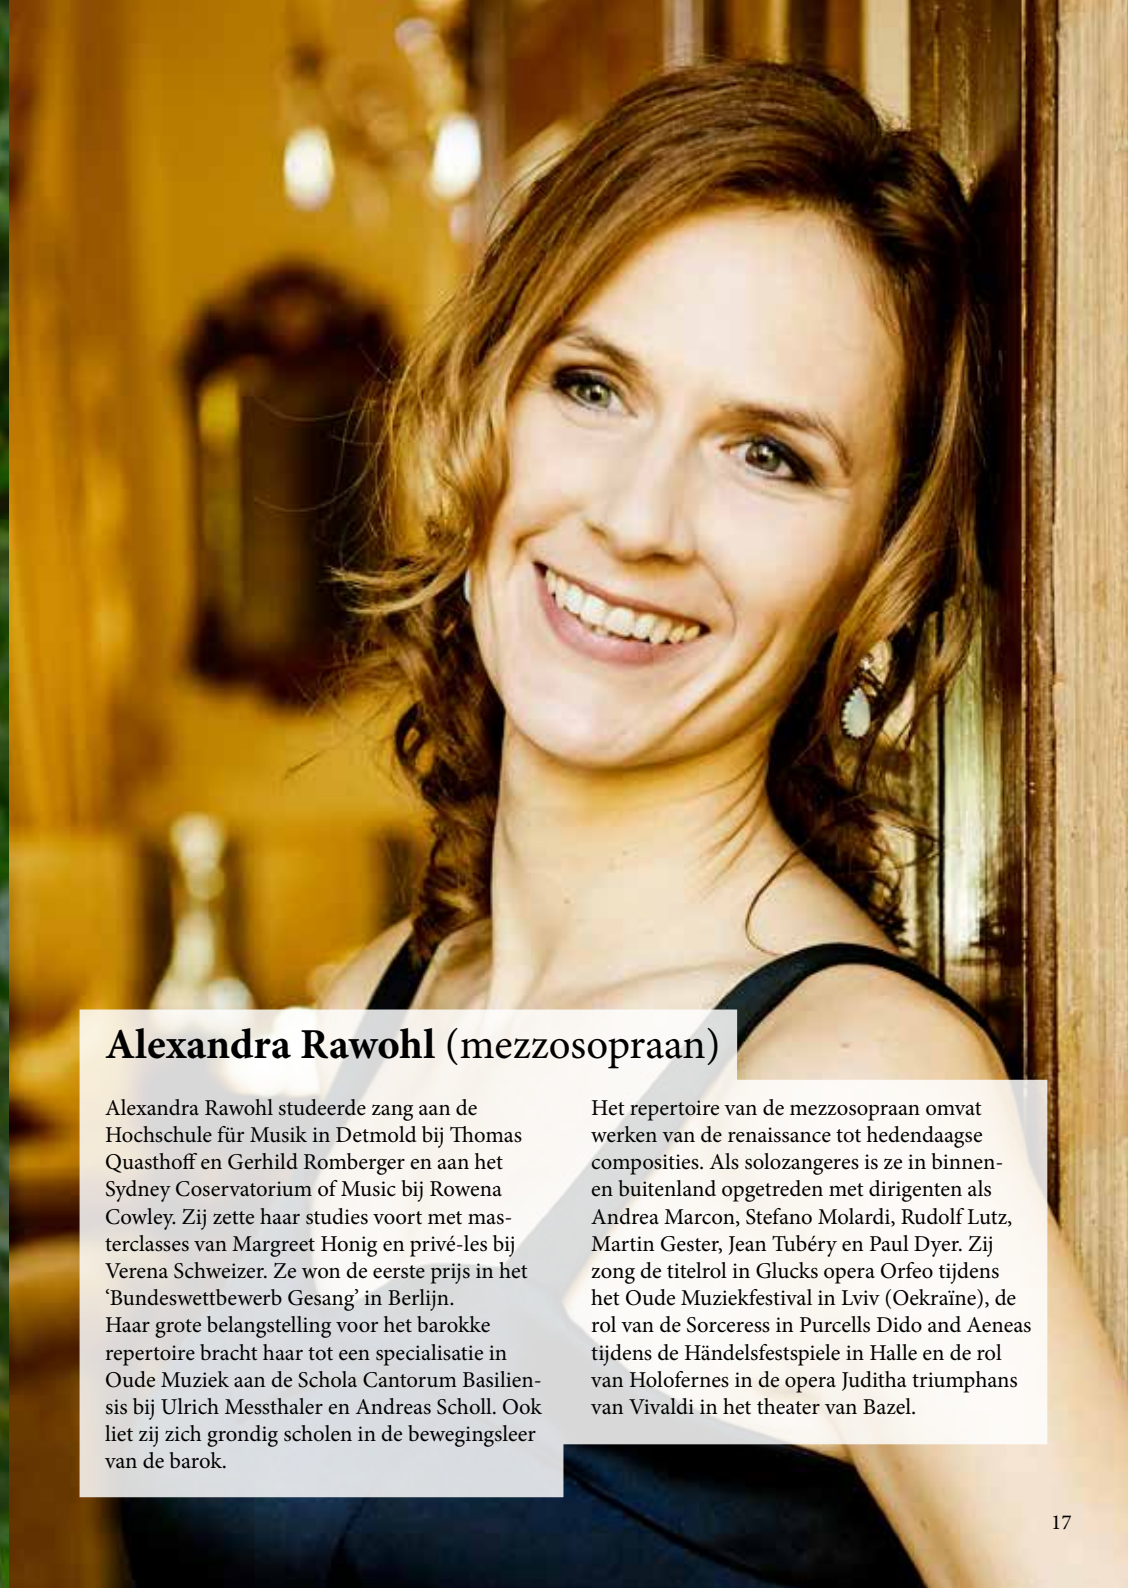 Alexandra Rawohl (mezzosopraan)
Alexandra Rawohl studeerde zang aan de
Hochschule für Musik in Detmold bij Thomas
Quasthoff en Gerhild Romberger en aan het
Sydney Coservatorium of Music bij Rowena
Cowley. Zij zette haar studies voort met mas-
terclasses van Margreet Honig en privé-les bij
Verena Schweizer. Ze won de eerste prijs in het
‘Bundeswettbewerb Gesang’ in Berlijn.
Haar grote belangstelling voor het barokke
repertoire bracht haar tot een specialisatie in
Oude Muziek aan de Schola Cantorum Basilien-
sis bij Ulrich Messthaler en Andreas Scholl. Ook
liet zij zich grondig scholen in de bewegingsleer
van de barok.
Het repertoire van de mezzosopraan omvat
werken van de renaissance tot hedendaagse
composities. Als solozangeres is ze in binnen-
en buitenland opgetreden met dirigenten als
Andrea Marcon, Stefano Molardi, Rudolf Lutz,
Martin Gester, Jean Tubéry en Paul Dyer. Zij
zong de titelrol in Glucks opera Orfeo tijdens
het Oude Muziekfestival in Lviv (Oekraïne), de
rol van de Sorceress in Purcells Dido and Aeneas
tijdens de Händelsfestspiele in Halle en de rol
van Holofernes in de opera Juditha triumphans
van Vivaldi in het theater van Bazel.
17